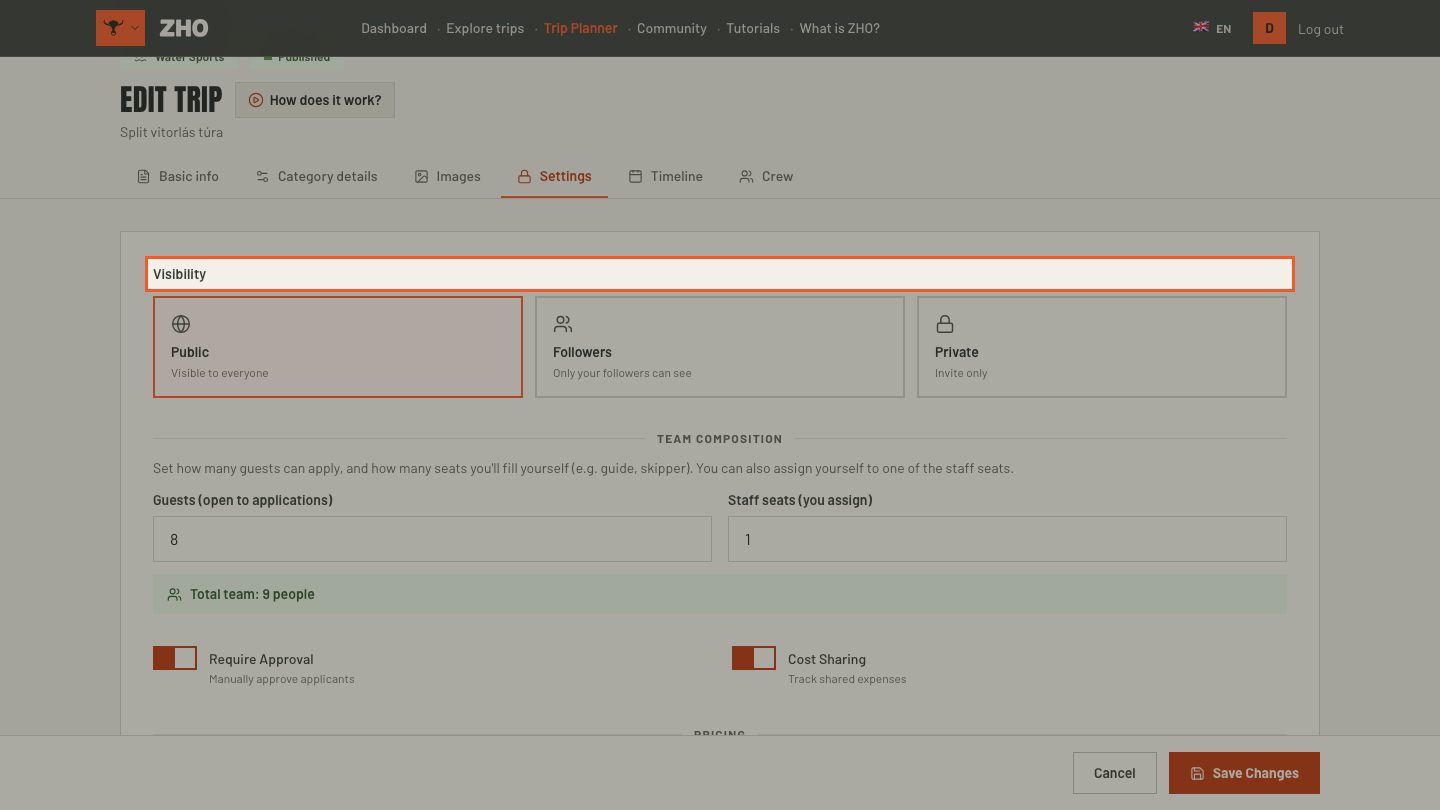 ZHO
Dashboard · Explore trips · Trip Planner · Community · Tutorials · What is ZHO?
EN
D
Log out
Water Sports
Published
EDIT TRIP
How does it work?
Split vitorlás túra
Basic info
Category details
Images
Settings
Timeline
Crew
Visibility
Public
Visible to everyone
Followers
Only your followers can see
Private
Invite only
TEAM COMPOSITION
Set how many guests can apply, and how many seats you'll fill yourself (e.g. guide, skipper). You can also assign yourself to one of the staff seats.
Guests (open to applications)
8
Staff seats (you assign)
1
Total team: 9 people
Require Approval
Manually approve applicants
Cost Sharing
Track shared expenses
PRICING
Cancel
Save Changes